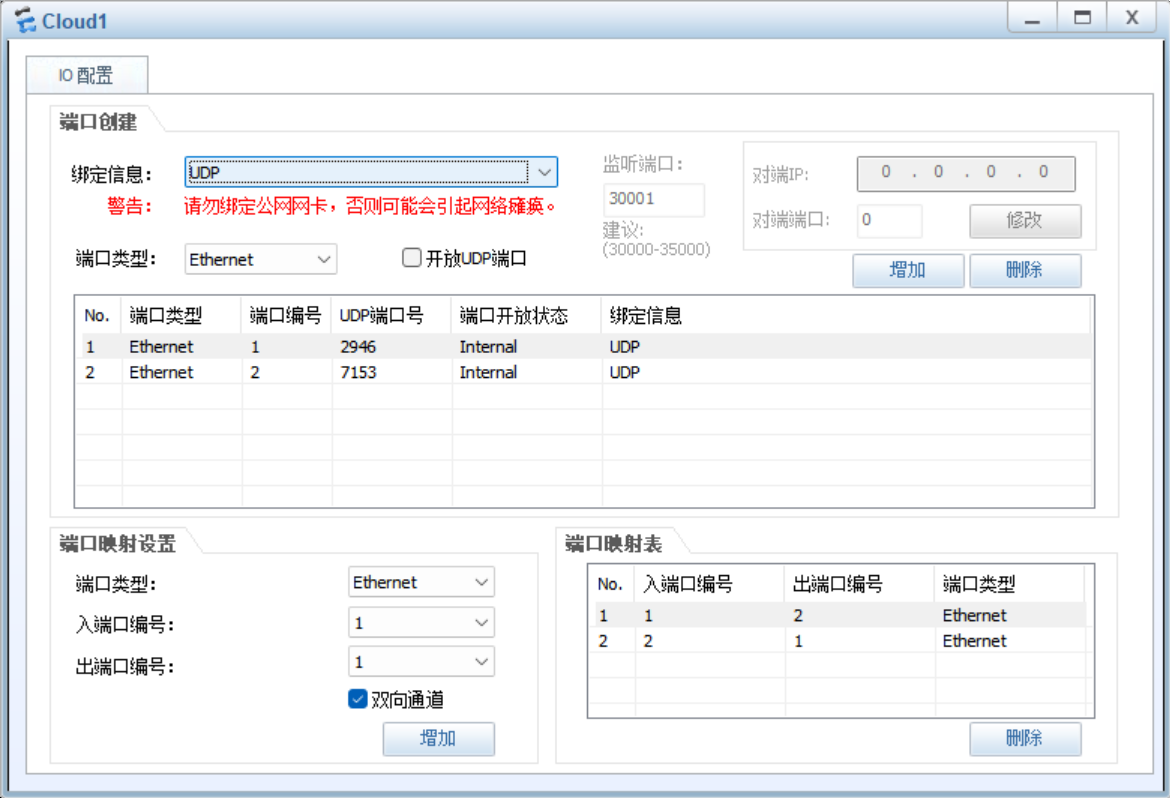 Cloud1
IO 配置
端口创建
绑定信息: UDP
警告: 请勿绑定公网网卡，否则可能会引起网络瘫痪。
端口类型: Ethernet 开放UDP端口
监听端口:
30001
建议:
(30000-35000)
对端IP: 0 . 0 . 0 . 0
对端端口: 0 修改
增加 删除
No. 端口类型 端口编号 UDP端口号 端口开放状态 绑定信息
1 Ethernet 1 2946 Internal UDP
2 Ethernet 2 7153 Internal UDP
端口映射设置
端口类型: Ethernet
入端口编号: 1
出端口编号: 1
双向通道
增加
端口映射表
No. 入端口编号 出端口编号 端口类型
1 1 2 Ethernet
2 2 1 Ethernet
删除